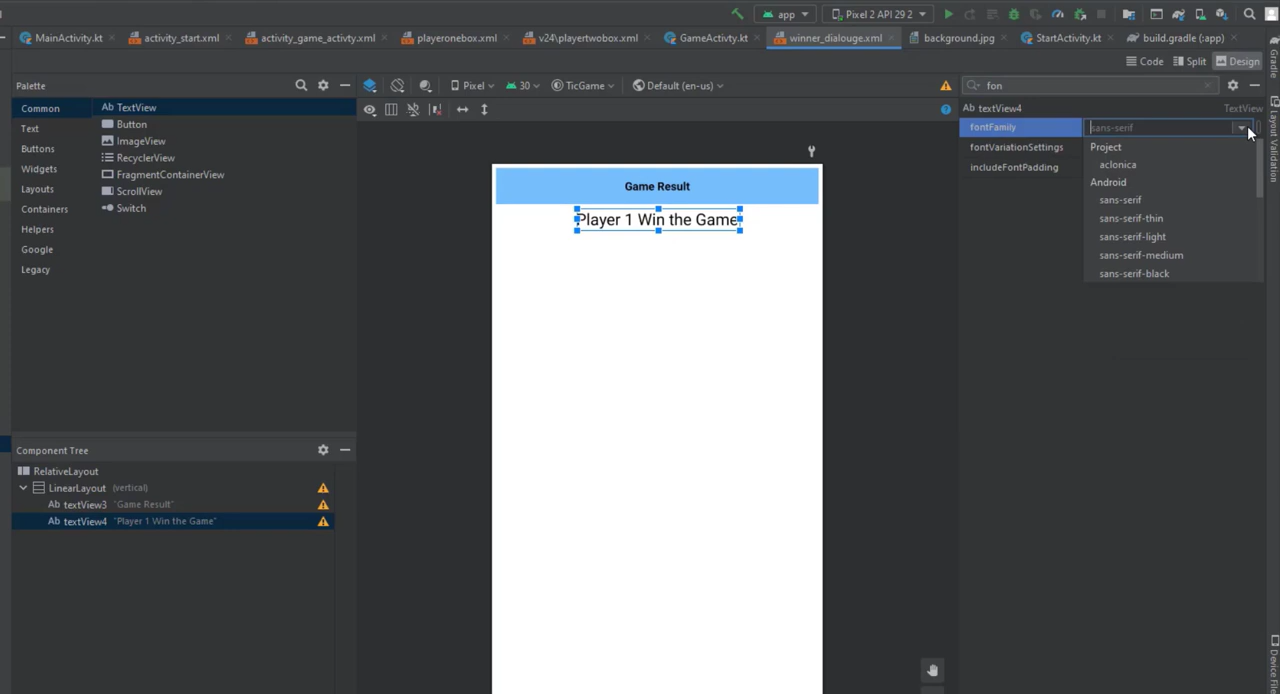 app
Pixel 2 API 29 2
MainActivity.kt
activity_start.xml
activity_game_activity.xml
playeronebox.xml
v24\playertwobox.xml
GameActivity.kt
winner_dialouge.xml
background.jpg
StartActivity.kt
build.gradle (:app)
Code
Split
Design
Palette
Pixel
30
TicGame
Default (en-us)
fon
Common
Text
Buttons
Widgets
Layouts
Containers
Helpers
Google
Legacy
Ab TextView
Button
ImageView
RecyclerView
FragmentContainerView
ScrollView
Switch
Game Result
Player 1 Win the Game
Ab textView4
TextView
fontFamily
sans-serif
fontVariationSettings
includeFontPadding
Project
aclonica
Android
sans-serif
sans-serif-thin
sans-serif-light
sans-serif-medium
sans-serif-black
Component Tree
RelativeLayout
LinearLayout (vertical)
Ab textView3 "Game Result"
Ab textView4 "Player 1 Win the Game"
Gradle
Layout Validation